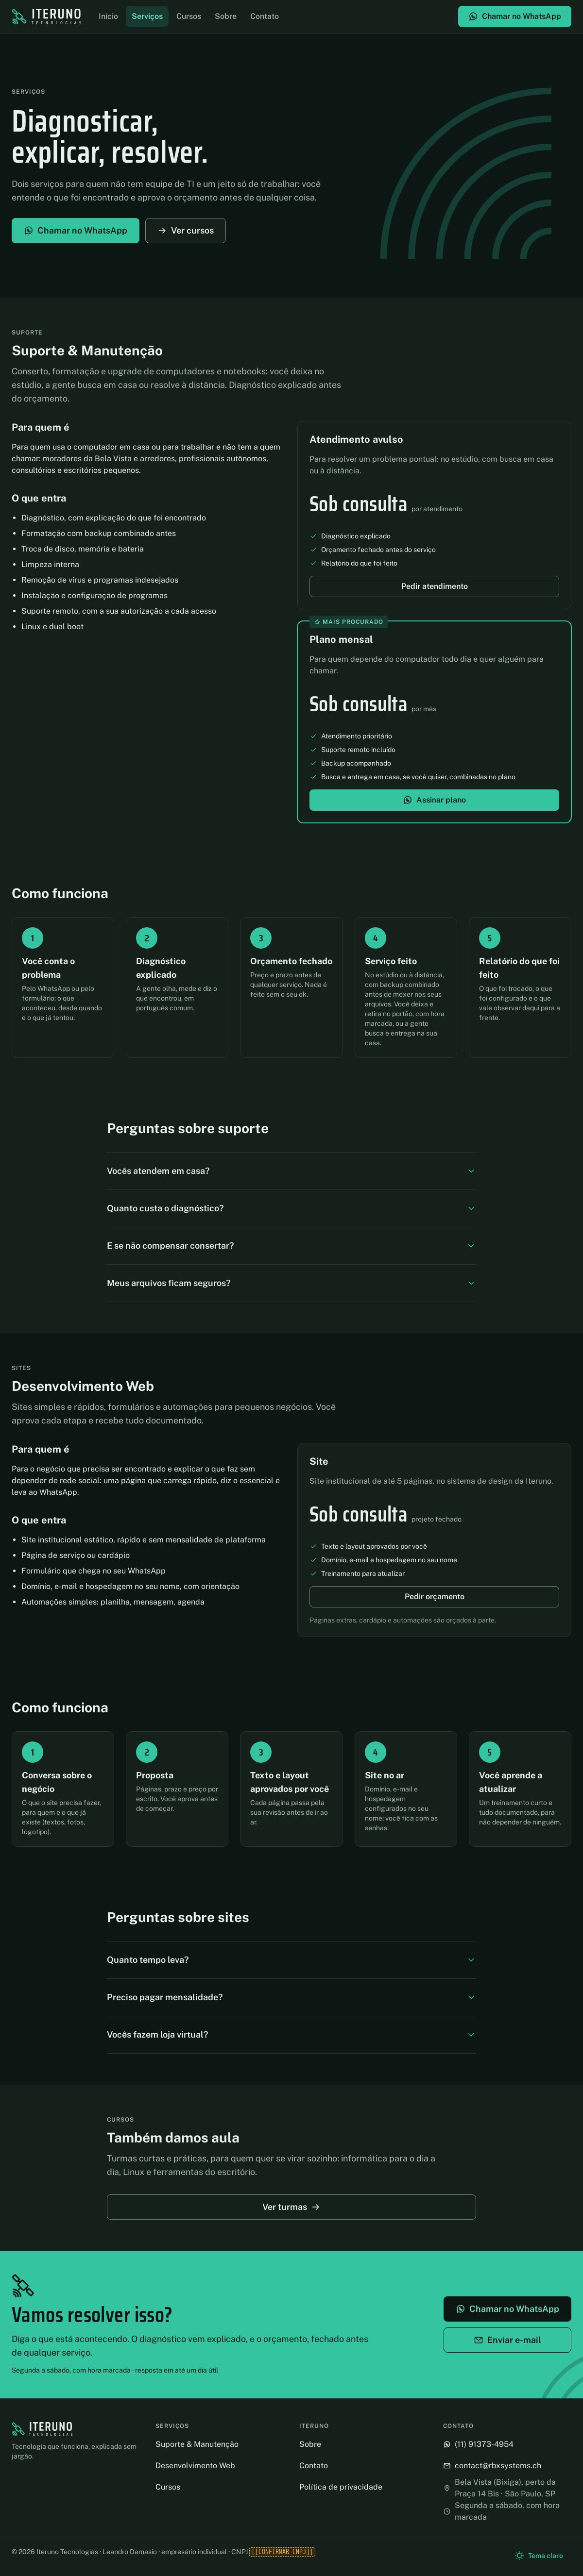 ITERUNO
TECNOLOGIAS
Início
Serviços
Cursos
Sobre
Contato
Chamar no WhatsApp
SERVIÇOS
Diagnosticar,
explicar, resolver.
Dois serviços para quem não tem equipe de TI e um jeito só de trabalhar: você
entende o que foi encontrado e aprova o orçamento antes de qualquer coisa.
Chamar no WhatsApp
Ver cursos
SUPORTE
Suporte & Manutenção
Conserto, formatação e upgrade de computadores e notebooks: você deixa no
estúdio, a gente busca em casa ou resolve à distância. Diagnóstico explicado antes
do orçamento.
Para quem é
Para quem usa o computador em casa ou para trabalhar e não tem a quem
chamar: moradores da Bela Vista e arredores, profissionais autônomos,
consultórios e escritórios pequenos.
O que entra
Diagnóstico, com explicação do que foi encontrado
Formatação com backup combinado antes
Troca de disco, memória e bateria
Limpeza interna
Remoção de vírus e programas indesejados
Instalação e configuração de programas
Suporte remoto, com a sua autorização a cada acesso
Linux e dual boot
Atendimento avulso
Para resolver um problema pontual: no estúdio, com busca em casa
ou à distância.
Sob consulta por atendimento
Diagnóstico explicado
Orçamento fechado antes do serviço
Relatório do que foi feito
Pedir atendimento
MAIS PROCURADO
Plano mensal
Para quem depende do computador todo dia e quer alguém para
chamar.
Sob consulta por mês
Atendimento prioritário
Suporte remoto incluído
Backup acompanhado
Busca e entrega em casa, se você quiser, combinadas no plano
Assinar plano
Como funciona
1
Você conta o
problema
Pelo WhatsApp ou pelo
formulário: o que
aconteceu, desde quando
e o que já tentou.
2
Diagnóstico
explicado
A gente olha, mede e diz o
que encontrou, em
português comum.
3
Orçamento fechado
Preço e prazo antes de
qualquer serviço. Nada é
feito sem o seu ok.
4
Serviço feito
No estúdio ou à distância,
com backup combinado
antes de mexer nos seus
arquivos. Você deixa e
retira no portão, com hora
marcada, ou a gente
busca e entrega na sua
casa.
5
Relatório do que foi
feito
O que foi trocado, o que
foi configurado e o que
vale observar daqui para a
frente.
Perguntas sobre suporte
Vocês atendem em casa?
Quanto custa o diagnóstico?
E se não compensar consertar?
Meus arquivos ficam seguros?
SITES
Desenvolvimento Web
Sites simples e rápidos, formulários e automações para pequenos negócios. Você
aprova cada etapa e recebe tudo documentado.
Para quem é
Para o negócio que precisa ser encontrado e explicar o que faz sem
depender de rede social: uma página que carrega rápido, diz o essencial e
leva ao WhatsApp.
O que entra
Site institucional estático, rápido e sem mensalidade de plataforma
Página de serviço ou cardápio
Formulário que chega no seu WhatsApp
Domínio, e-mail e hospedagem no seu nome, com orientação
Automações simples: planilha, mensagem, agenda
Site
Site institucional de até 5 páginas, no sistema de design da Iteruno.
Sob consulta projeto fechado
Texto e layout aprovados por você
Domínio, e-mail e hospedagem no seu nome
Treinamento para atualizar
Pedir orçamento
Páginas extras, cardápio e automações são orçados à parte.
Como funciona
1
Conversa sobre o
negócio
O que o site precisa fazer,
para quem e o que já
existe (textos, fotos,
logotipo).
2
Proposta
Páginas, prazo e preço por
escrito. Você aprova antes
de começar.
3
Texto e layout
aprovados por você
Cada página passa pela
sua revisão antes de ir ao
ar.
4
Site no ar
Domínio, e-mail e
hospedagem
configurados no seu
nome; você fica com as
senhas.
5
Você aprende a
atualizar
Um treinamento curto e
tudo documentado, para
não depender de ninguém.
Perguntas sobre sites
Quanto tempo leva?
Preciso pagar mensalidade?
Vocês fazem loja virtual?
CURSOS
Também damos aula
Turmas curtas e práticas, para quem quer se virar sozinho: informática para o dia a
dia, Linux e ferramentas do escritório.
Ver turmas
Vamos resolver isso?
Diga o que está acontecendo. O diagnóstico vem explicado, e o orçamento, fechado antes
de qualquer serviço.
Segunda a sábado, com hora marcada · resposta em até um dia útil
Chamar no WhatsApp
Enviar e-mail
ITERUNO
TECNOLOGIAS
Tecnologia que funciona, explicada sem
jargão.
SERVIÇOS
Suporte & Manutenção
Desenvolvimento Web
Cursos
ITERUNO
Sobre
Contato
Política de privacidade
CONTATO
(11) 91373-4954
contact@rbxsystems.ch
Bela Vista (Bixiga), perto da
Praça 14 Bis · São Paulo, SP
Segunda a sábado, com hora
marcada
© 2026 Iteruno Tecnologias · Leandro Damasio · empresário individual · CNPJ [[CONFIRMAR CNPJ]]
Tema claro